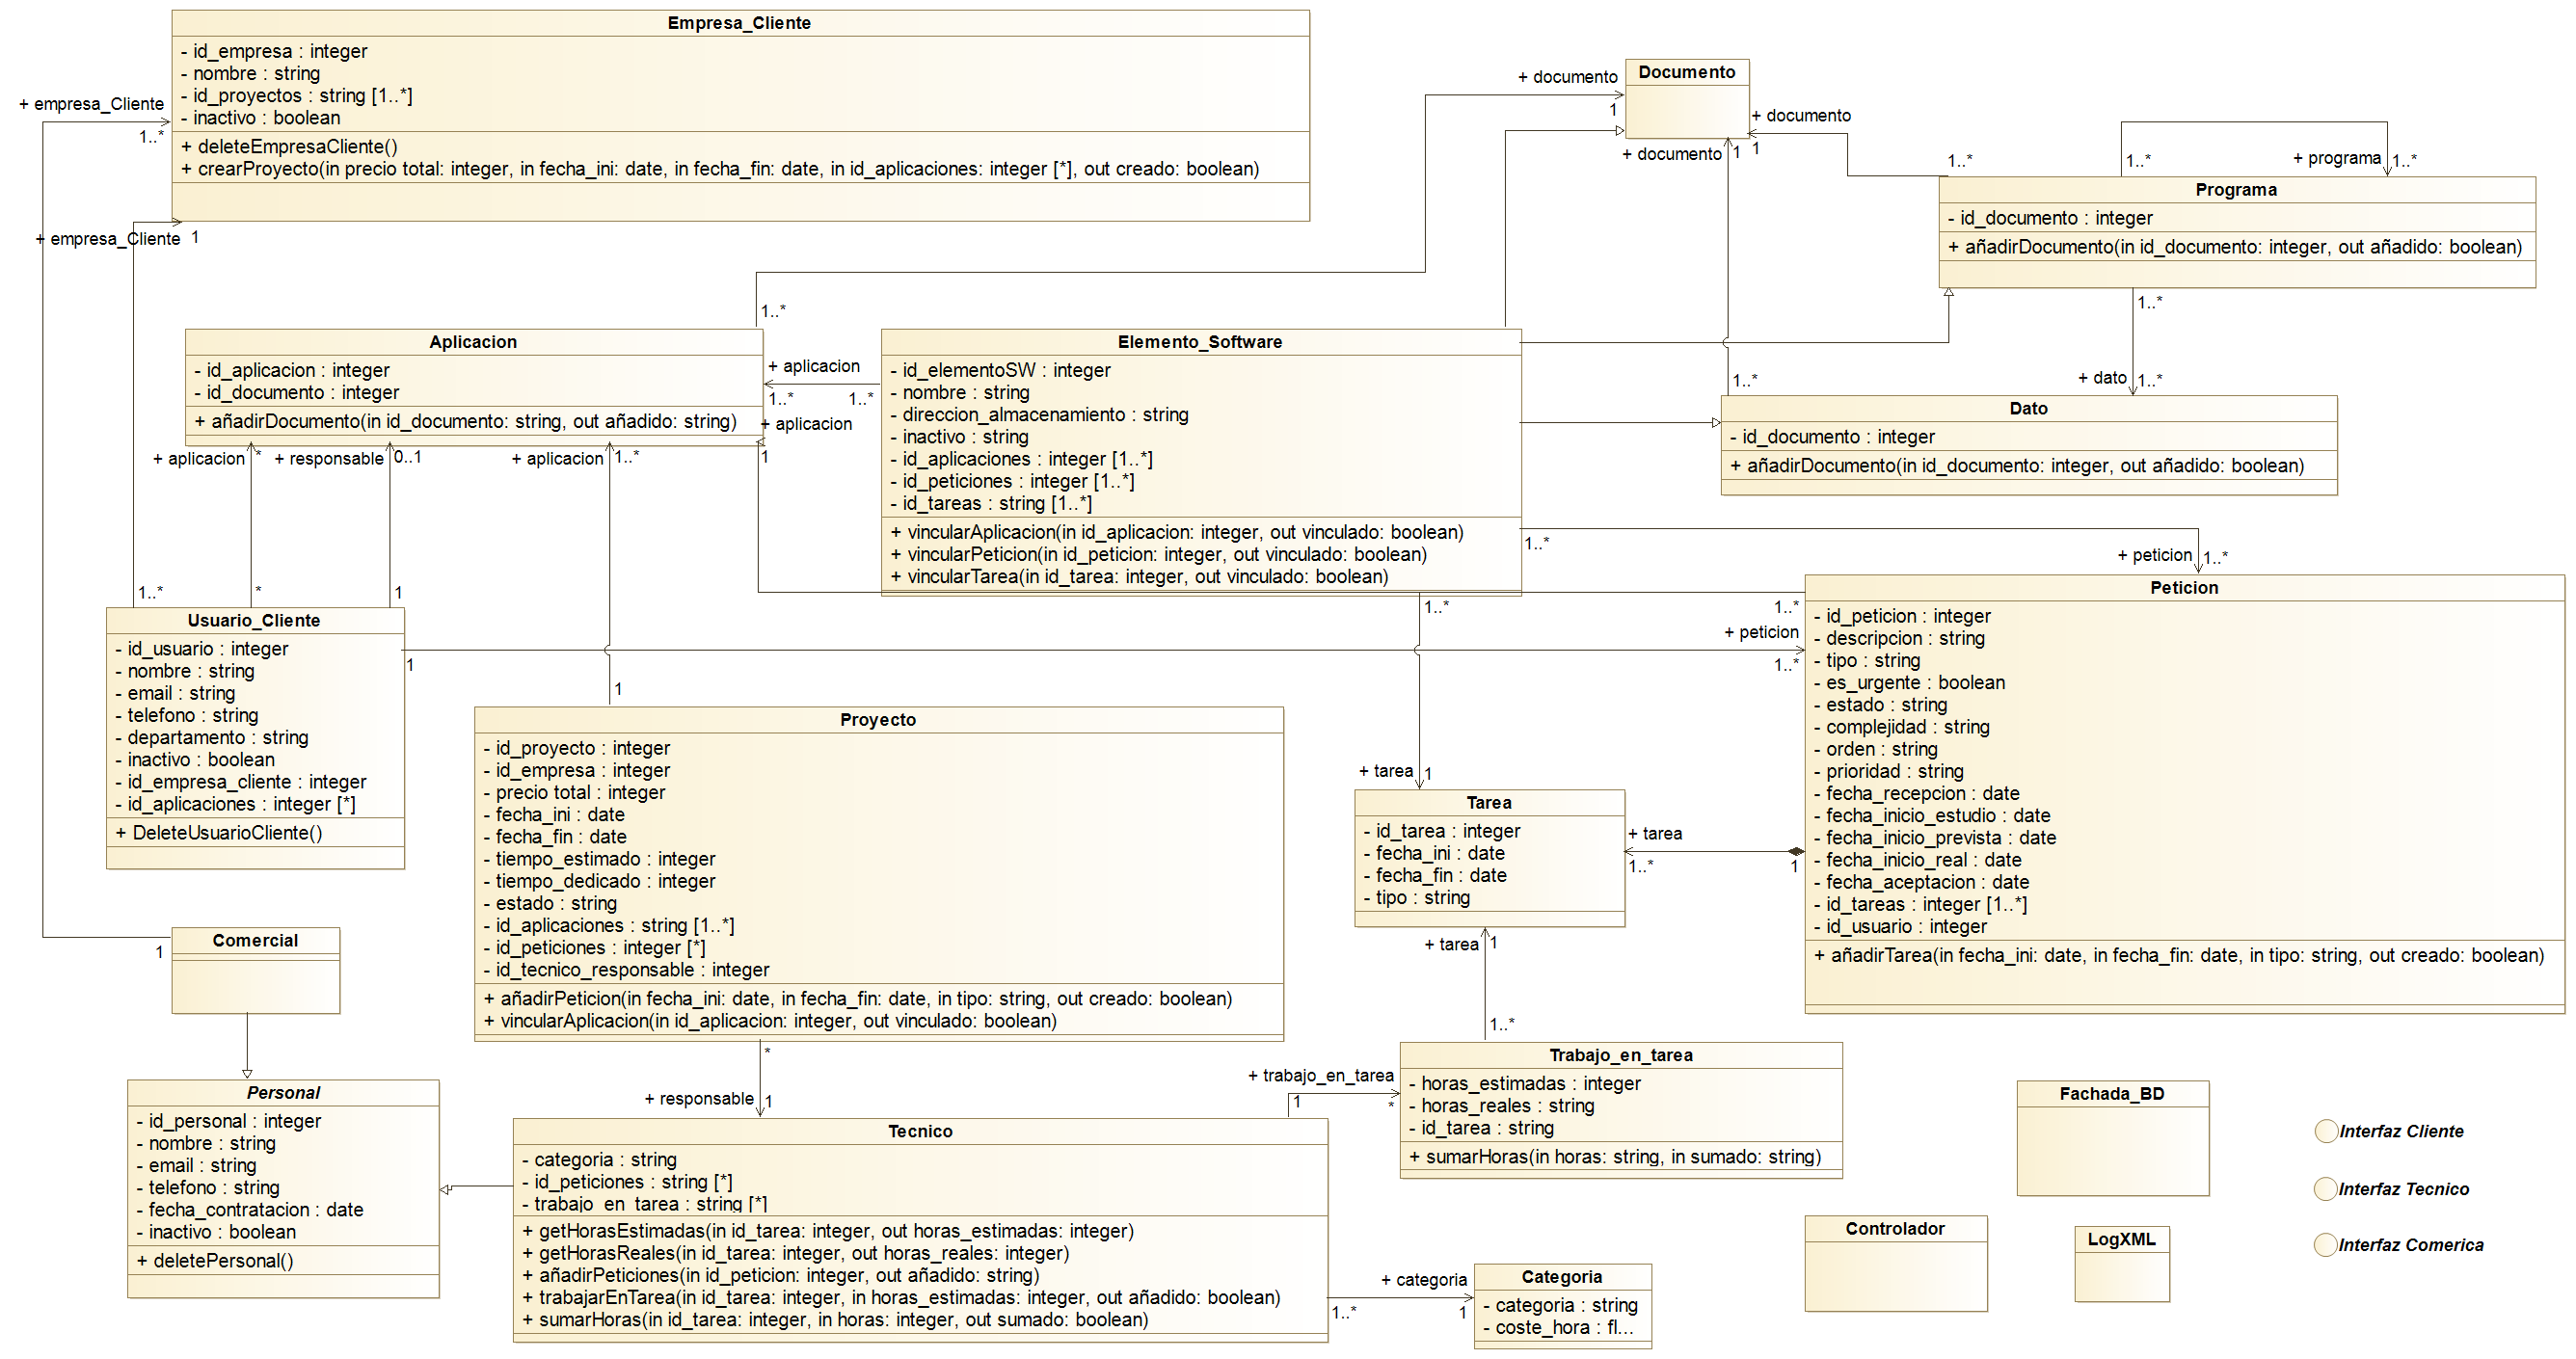 Empresa_Cliente
- id_empresa : integer
- nombre : string
- id_proyectos : string [1..*]
- inactivo : boolean
+ deleteEmpresaCliente()
+ crearProyecto(in precio total: integer, in fecha_ini: date, in fecha_fin: date, in id_aplicaciones: integer [*], out creado: boolean)
+ empresa_Cliente
1..*
+ empresa_Cliente
1
+ documento
1
Documento
+ documento
1
+ documento
1
1..*
1..*
+ programa
1..*
Programa
- id_documento : integer
+ añadirDocumento(in id_documento: integer, out añadido: boolean)
1..*
+ dato
1..*
1..*
Dato
- id_documento : integer
+ añadirDocumento(in id_documento: integer, out añadido: boolean)
1..*
Aplicacion
- id_aplicacion : integer
- id_documento : integer
+ añadirDocumento(in id_documento: string, out añadido: string)
+ aplicacion
1..*
1..*
+ aplicacion
1
Elemento_Software
- id_elementoSW : integer
- nombre : string
- direccion_almacenamiento : string
- inactivo : string
- id_aplicaciones : integer [1..*]
- id_peticiones : integer [1..*]
- id_tareas : string [1..*]
+ vincularAplicacion(in id_aplicacion: integer, out vinculado: boolean)
+ vincularPeticion(in id_peticion: integer, out vinculado: boolean)
+ vincularTarea(in id_tarea: integer, out vinculado: boolean)
1..*
+ peticion
1..*
1..*
+ aplicacion
*
+ responsable
0..1
+ aplicacion
1..*
1..*
*
1
Usuario_Cliente
- id_usuario : integer
- nombre : string
- email : string
- telefono : string
- departamento : string
- inactivo : boolean
- id_empresa_cliente : integer
- id_aplicaciones : integer [*]
+ DeleteUsuarioCliente()
1
1..*
+ peticion
1..*
Peticion
- id_peticion : integer
- descripcion : string
- tipo : string
- es_urgente : boolean
- estado : string
- complejidad : string
- orden : string
- prioridad : string
- fecha_recepcion : date
- fecha_inicio_estudio : date
- fecha_inicio_prevista : date
- fecha_inicio_real : date
- fecha_aceptacion : date
- id_tareas : integer [1..*]
- id_usuario : integer
+ añadirTarea(in fecha_ini: date, in fecha_fin: date, in tipo: string, out creado: boolean)
1
Proyecto
- id_proyecto : integer
- id_empresa : integer
- precio total : integer
- fecha_ini : date
- fecha_fin : date
- tiempo_estimado : integer
- tiempo_dedicado : integer
- estado : string
- id_aplicaciones : string [1..*]
- id_peticiones : integer [*]
- id_tecnico_responsable : integer
+ añadirPeticion(in fecha_ini: date, in fecha_fin: date, in tipo: string, out creado: boolean)
+ vincularAplicacion(in id_aplicacion: integer, out vinculado: boolean)
+ tarea
1
Tarea
- id_tarea : integer
- fecha_ini : date
- fecha_fin : date
- tipo : string
+ tarea
1..*
1
+ tarea
1
1..*
1
Comercial
Personal
- id_personal : integer
- nombre : string
- email : string
- telefono : string
- fecha_contratacion : date
- inactivo : boolean
+ deletePersonal()
*
+ responsable
1
Tecnico
- categoria : string
- id_peticiones : string [*]
- trabajo_en_tarea : string [*]
+ getHorasEstimadas(in id_tarea: integer, out horas_estimadas: integer)
+ getHorasReales(in id_tarea: integer, out horas_reales: integer)
+ añadirPeticiones(in id_peticion: integer, out añadido: string)
+ trabajarEnTarea(in id_tarea: integer, in horas_estimadas: integer, out añadido: boolean)
+ sumarHoras(in id_tarea: integer, in horas: integer, out sumado: boolean)
+ trabajo_en_tarea
1
*
Trabajo_en_tarea
- horas_estimadas : integer
- horas_reales : string
- id_tarea : string
+ sumarHoras(in horas: string, in sumado: string)
1..*
+ categoria
1
Categoria
- categoria : string
- coste_hora : fl...
Fachada_BD
Controlador
LogXML
Interfaz Cliente
Interfaz Tecnico
Interfaz Comerica